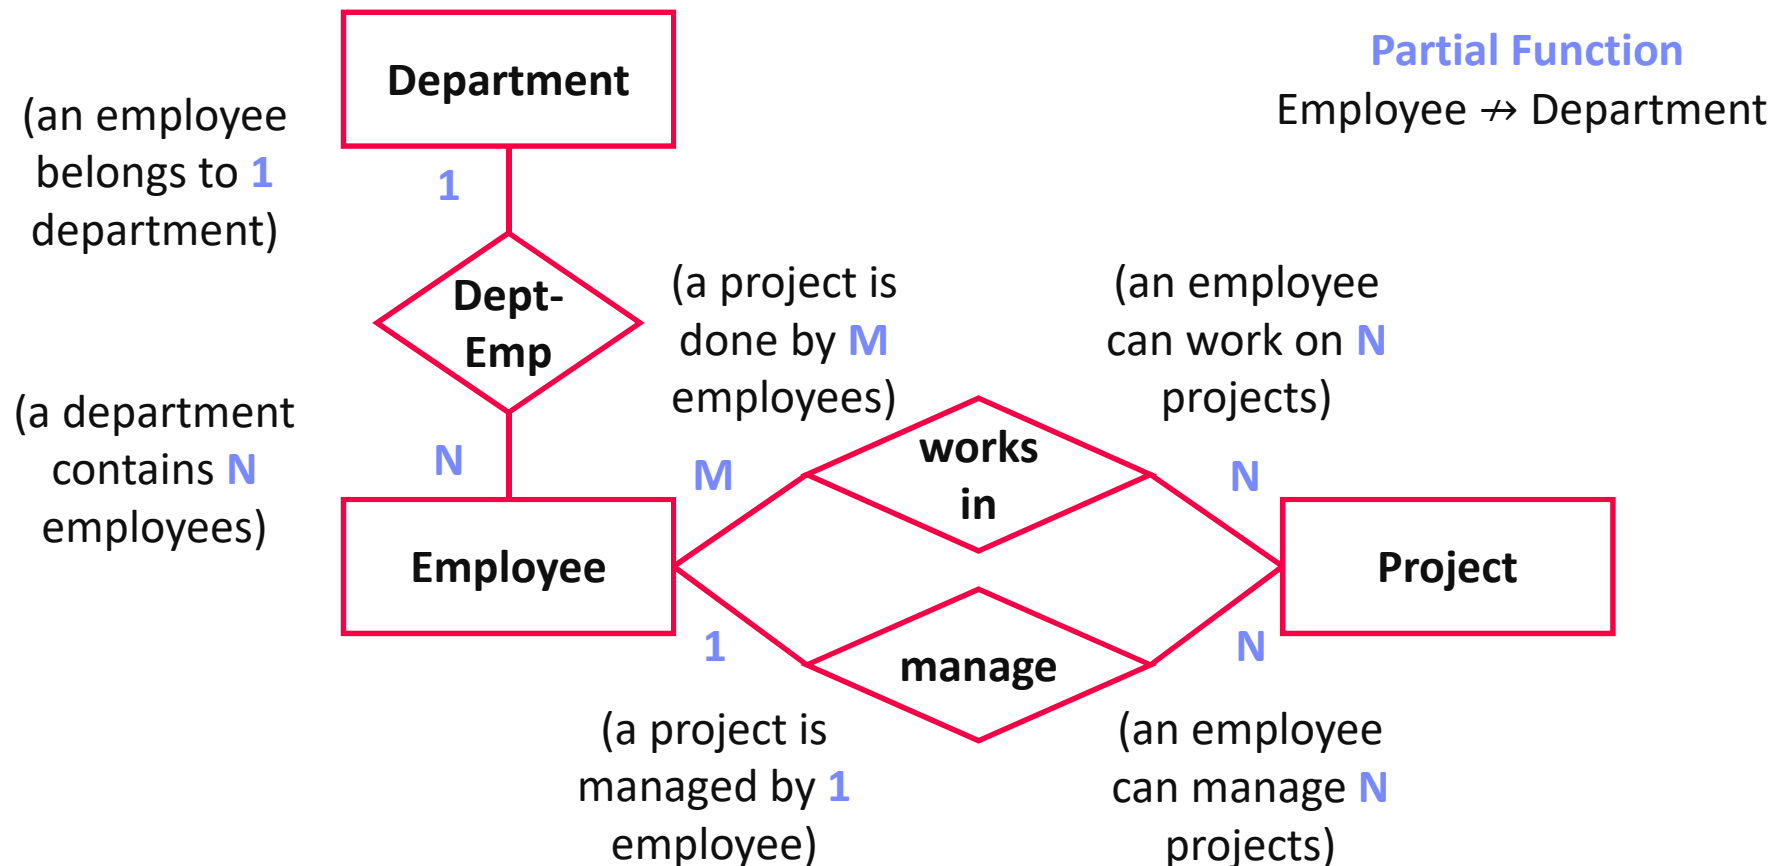 Department
Partial Function
Employee ⇸ Department
(an employee
belongs to 1
department)
1
Dept-
Emp
(a project is
done by M
employees)
(an employee
can work on N
projects)
(a department
contains N
employees)
N
M
works
in
N
Employee
Project
1
manage
N
(a project is
managed by 1
employee)
(an employee
can manage N
projects)